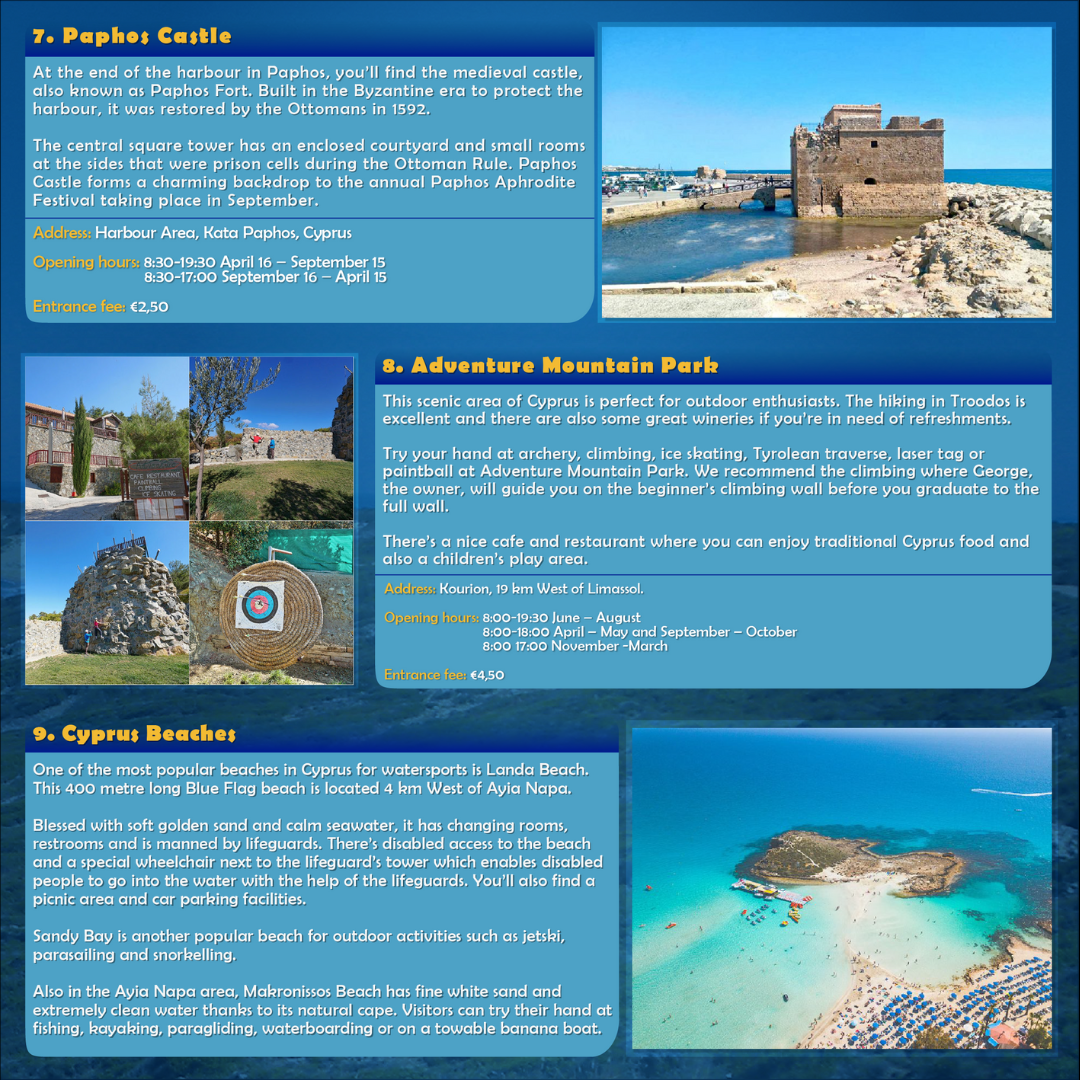 7. Paphos Castle
At the end of the harbour in Paphos, you'll find the medieval castle,
also known as Paphos Fort. Built in the Byzantine era to protect the
harbour, it was restored by the Ottomans in 1592.
The central square tower has an enclosed courtyard and small rooms
at the sides that were prison cells during the Ottoman Rule. Paphos
Castle forms a charming backdrop to the annual Paphos Aphrodite
Festival taking place in September.
Address: Harbour Area, Kata Paphos, Cyprus
Opening hours: 8:30-19:30 April 16 – September 15
8:30-17:00 September 16 – April 15
Entrance fee: €2,50
8. Adventure Mountain Park
This scenic area of Cyprus is perfect for outdoor enthusiasts. The hiking in Troodos is
excellent and there are also some great wineries if you're in need of refreshments.
Try your hand at archery, climbing, ice skating, Tyrolean traverse, laser tag or
paintball at Adventure Mountain Park. We recommend the climbing where George,
the owner, will guide you on the beginner's climbing wall before you graduate to the
full wall.
There's a nice cafe and restaurant where you can enjoy traditional Cyprus food and
also a children's play area.
Address: Kourion, 19 km West of Limassol.
Opening hours: 8:00-19:30 June – August
8:00-18:00 April – May and September – October
8:00 17:00 November -March
Entrance fee: €4,50
CAFE RESTAURANT
PAINTBALL
CLIMBING
ICE SKATING
9. Cyprus Beaches
One of the most popular beaches in Cyprus for watersports is Landa Beach.
This 400 metre long Blue Flag beach is located 4 km West of Ayia Napa.
Blessed with soft golden sand and calm seawater, it has changing rooms,
restrooms and is manned by lifeguards. There's disabled access to the beach
and a special wheelchair next to the lifeguard's tower which enables disabled
people to go into the water with the help of the lifeguards. You'll also find a
picnic area and car parking facilities.
Sandy Bay is another popular beach for outdoor activities such as jetski,
parasailing and snorkelling.
Also in the Ayia Napa area, Makronissos Beach has fine white sand and
extremely clean water thanks to its natural cape. Visitors can try their hand at
fishing, kayaking, paragliding, waterboarding or on a towable banana boat.